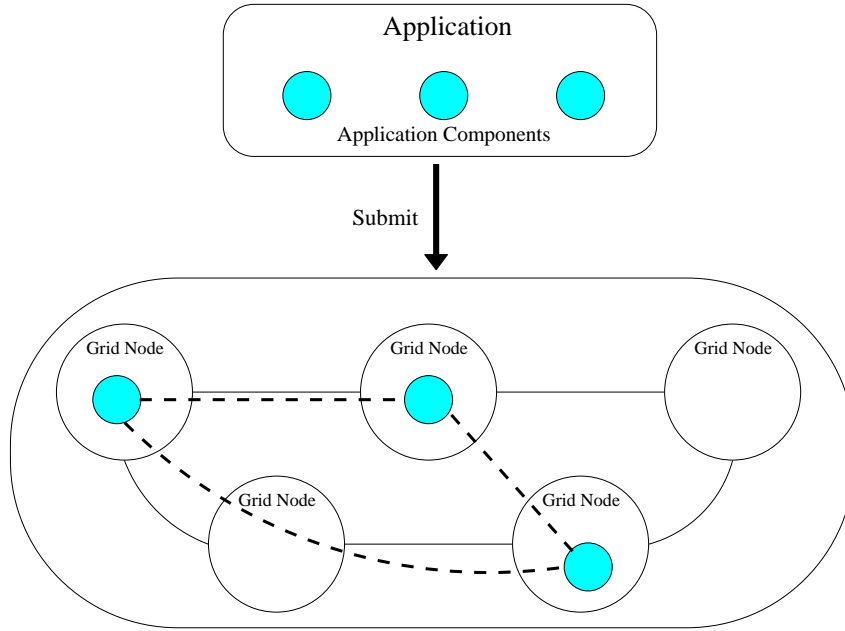 Application
Application Components
Submit
Grid Node
Grid Node
Grid Node
Grid Node
Grid Node